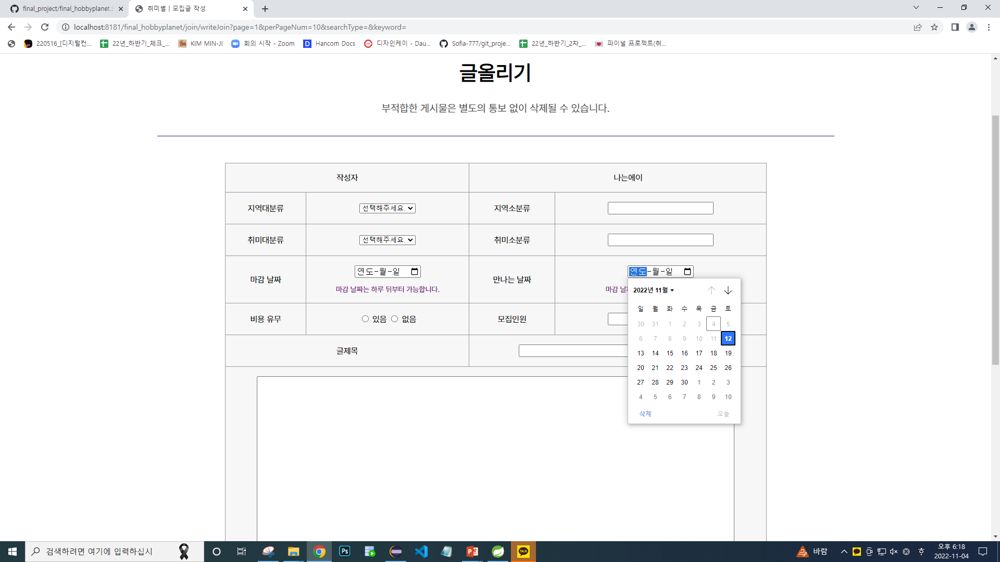 final_project/final_hobbyplanet.z
취미별 | 모집글 작성
localhost:8181/final_hobbyplanet/join/writeJoin?page=1&perPageNum=10&searchType=&keyword=
220516_[디지털컨...
22년_하반기_체크_...
KIM MIN-JI
회의 시작 - Zoom
Hancom Docs
디자인케이 - Dau...
Sofia-777/git_proje...
22년_하반기_2차_...
파이널 프로젝트(취...
글올리기
부적합한 게시물은 별도의 통보 없이 삭제될 수 있습니다.
작성자 나는에이
지역대분류 선택해주세요. 지역소분류
취미대분류 선택해주세요. 취미소분류
마감 날짜 연도-월-일 만나는 날짜 연도-월-일
마감 날짜는 하루 뒤부터 가능합니다. 마감
비용 유무 있음 없음 모집인원
글제목
2022년 11월
일 월 화 수 목 금 토
30 31 1 2 3 4 5
6 7 8 9 10 11 12
13 14 15 16 17 18 19
20 21 22 23 24 25 26
27 28 29 30 1 2 3
4 5 6 7 8 9 10
삭제 오늘
검색하려면 여기에 입력하십시
Ps
TALK
바람
한
오후 6:18
2022-11-04